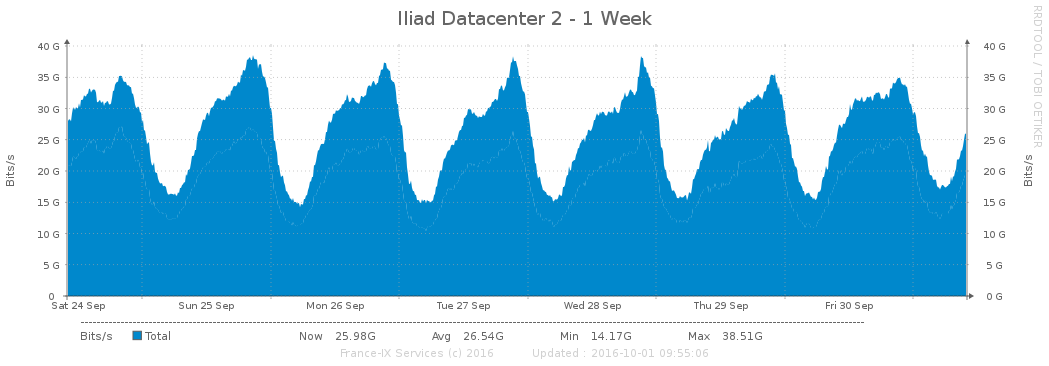 Iliad Datacenter 2 - 1 Week
RRDTOOL / TOBI OETIKER
Bits/s
40 G 40 G
35 G 35 G
30 G 30 G
25 G 25 G
20 G 20 G
15 G 15 G
10 G 10 G
5 G 5 G
0 0 G
Bits/s
Sat 24 Sep Sun 25 Sep Mon 26 Sep Tue 27 Sep Wed 28 Sep Thu 29 Sep Fri 30 Sep
Bits/s Total Now 25.98G Avg 26.54G Min 14.17G Max 38.51G
France-IX Services (c) 2016 Updated : 2016-10-01 09:55:06